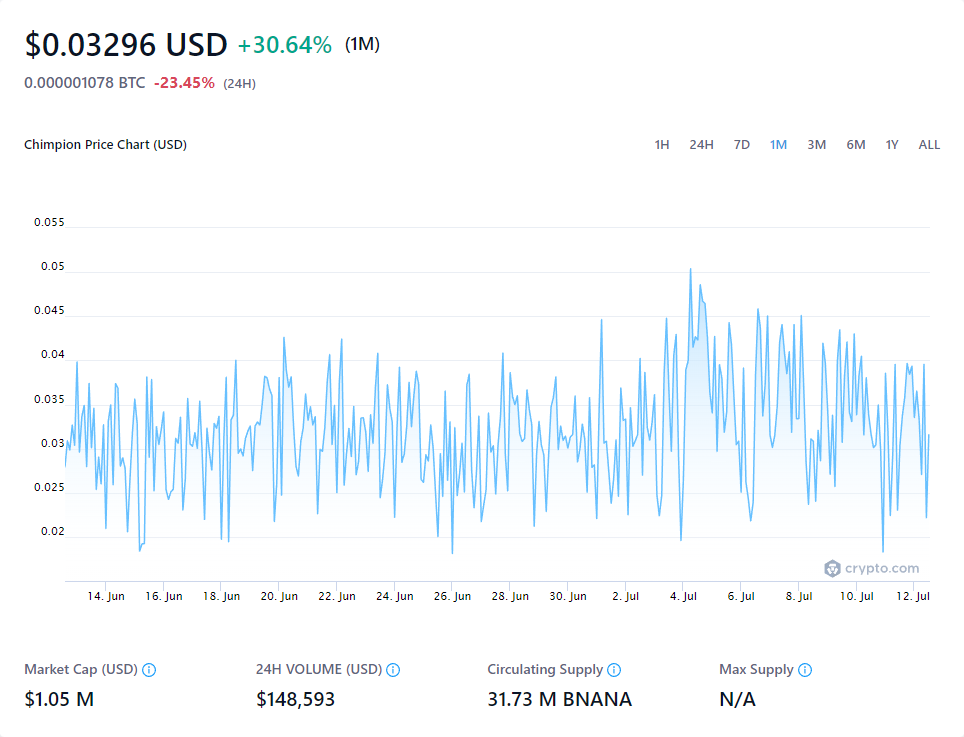 $0.03296 USD +30.64% (1M)
0.000001078 BTC -23.45% (24H)
Chimpion Price Chart (USD) 1H 24H 7D 1M 3M 6M 1Y ALL
0.055
0.05
0.045
0.04
0.035
0.03
0.025
0.02
crypto.com
14. Jun 16. Jun 18. Jun 20. Jun 22. Jun 24. Jun 26. Jun 28. Jun 30. Jun 2. Jul 4. Jul 6. Jul 8. Jul 10. Jul 12. Jul
Market Cap (USD) 24H VOLUME (USD) Circulating Supply Max Supply
$1.05 M $148,593 31.73 M BNANA N/A